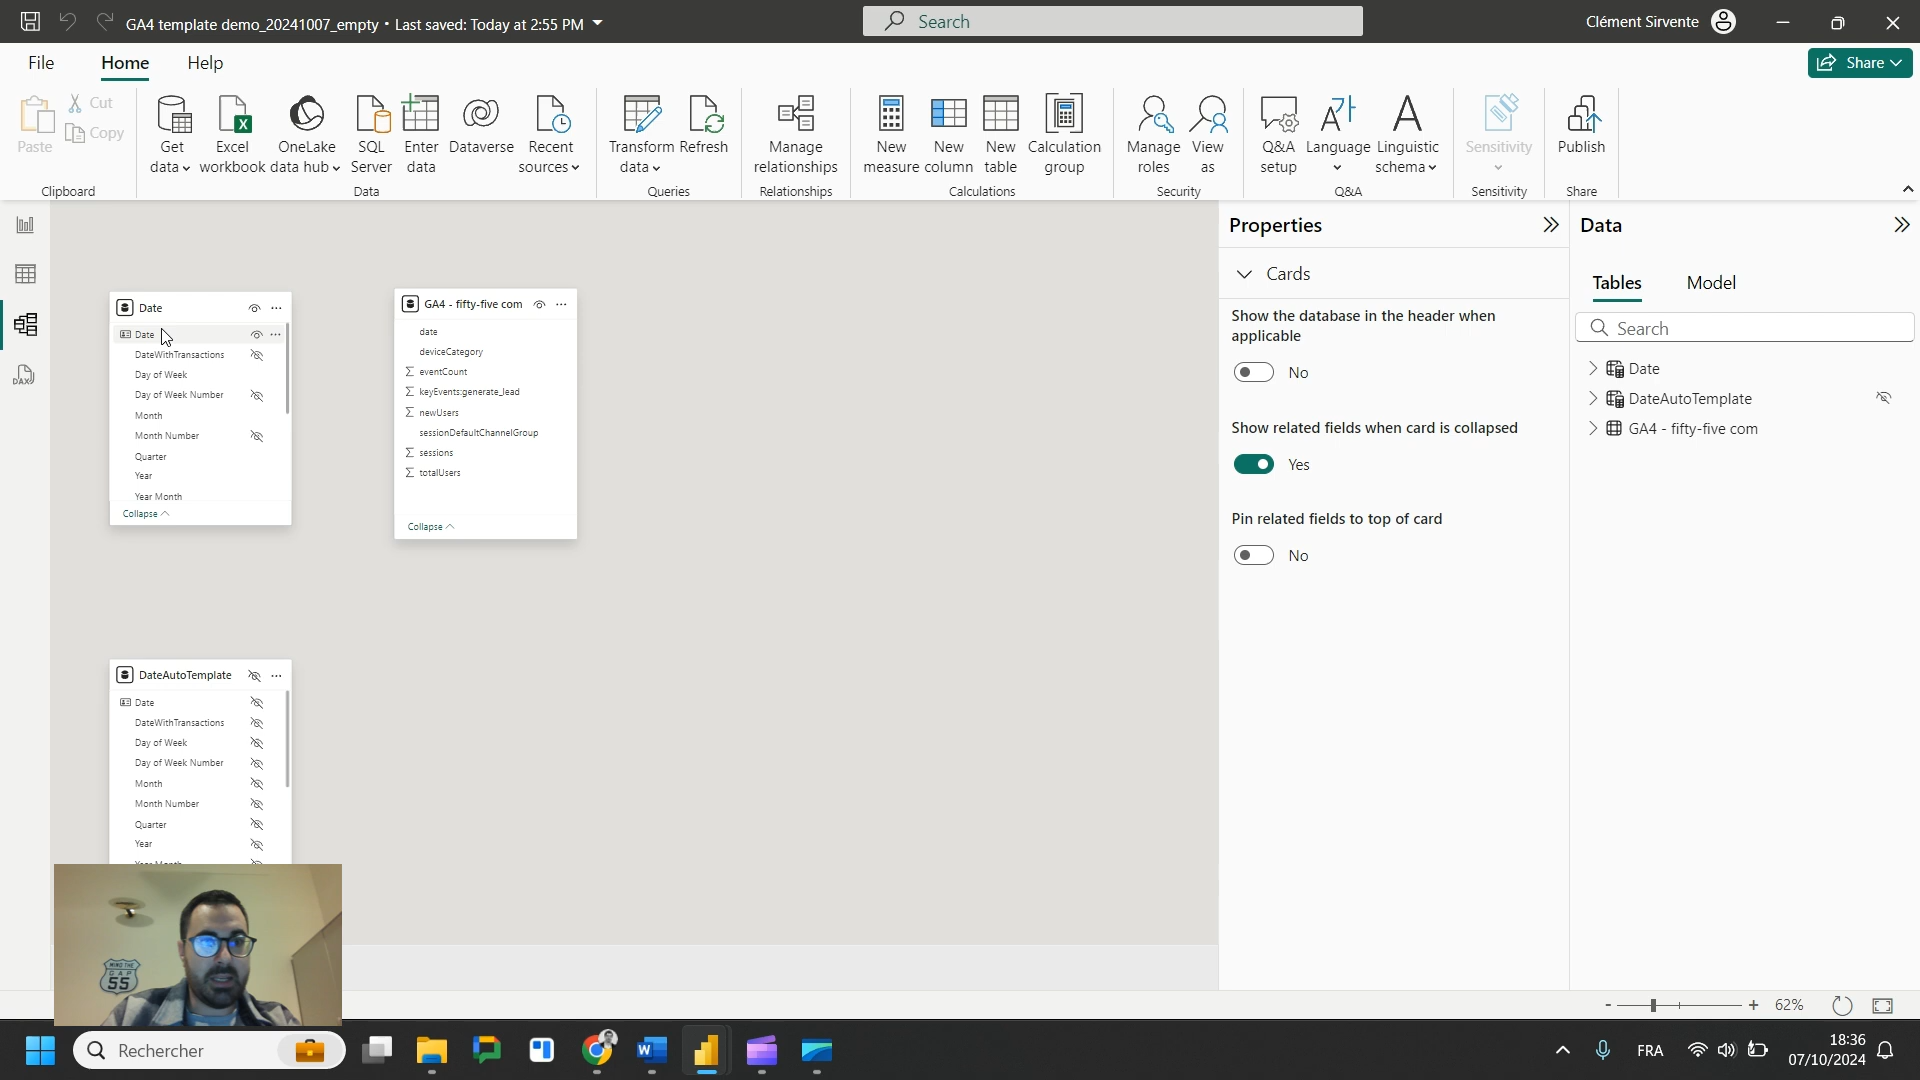 GA4 template demo_20241007_empty • Last saved: Today at 2:55 PM
Search
Clément Sirvente
File
Home
Help
Share
Paste
Cut
Copy
Clipboard
Get data
Excel workbook
OneLake data hub
SQL Server
Enter data
Dataverse
Recent sources
Data
Transform data
Refresh
Queries
Manage relationships
Relationships
New measure
New column
New table
Calculation group
Calculations
Manage roles
View as
Security
Q&A setup
Language
Linguistic schema
Q&A
Sensitivity
Sensitivity
Publish
Share
DAX
Date
Date
DateWithTransactions
Day of Week
Day of Week Number
Month
Month Number
Quarter
Year
Year Month
Collapse
GA4 - fifty-five com
date
deviceCategory
eventCount
keyEvents:generate_lead
newUsers
sessionDefaultChannelGroup
sessions
totalUsers
Collapse
DateAutoTemplate
Date
DateWithTransactions
Day of Week
Day of Week Number
Month
Month Number
Quarter
Year
Year Month
Properties
Cards
Show the database in the header when
applicable
No
Show related fields when card is collapsed
Yes
Pin related fields to top of card
No
Data
Tables
Model
Search
Date
DateAutoTemplate
GA4 - fifty-five com
MIND THE
GAP
55
- + 62%
Rechercher
FRA
18:36
07/10/2024